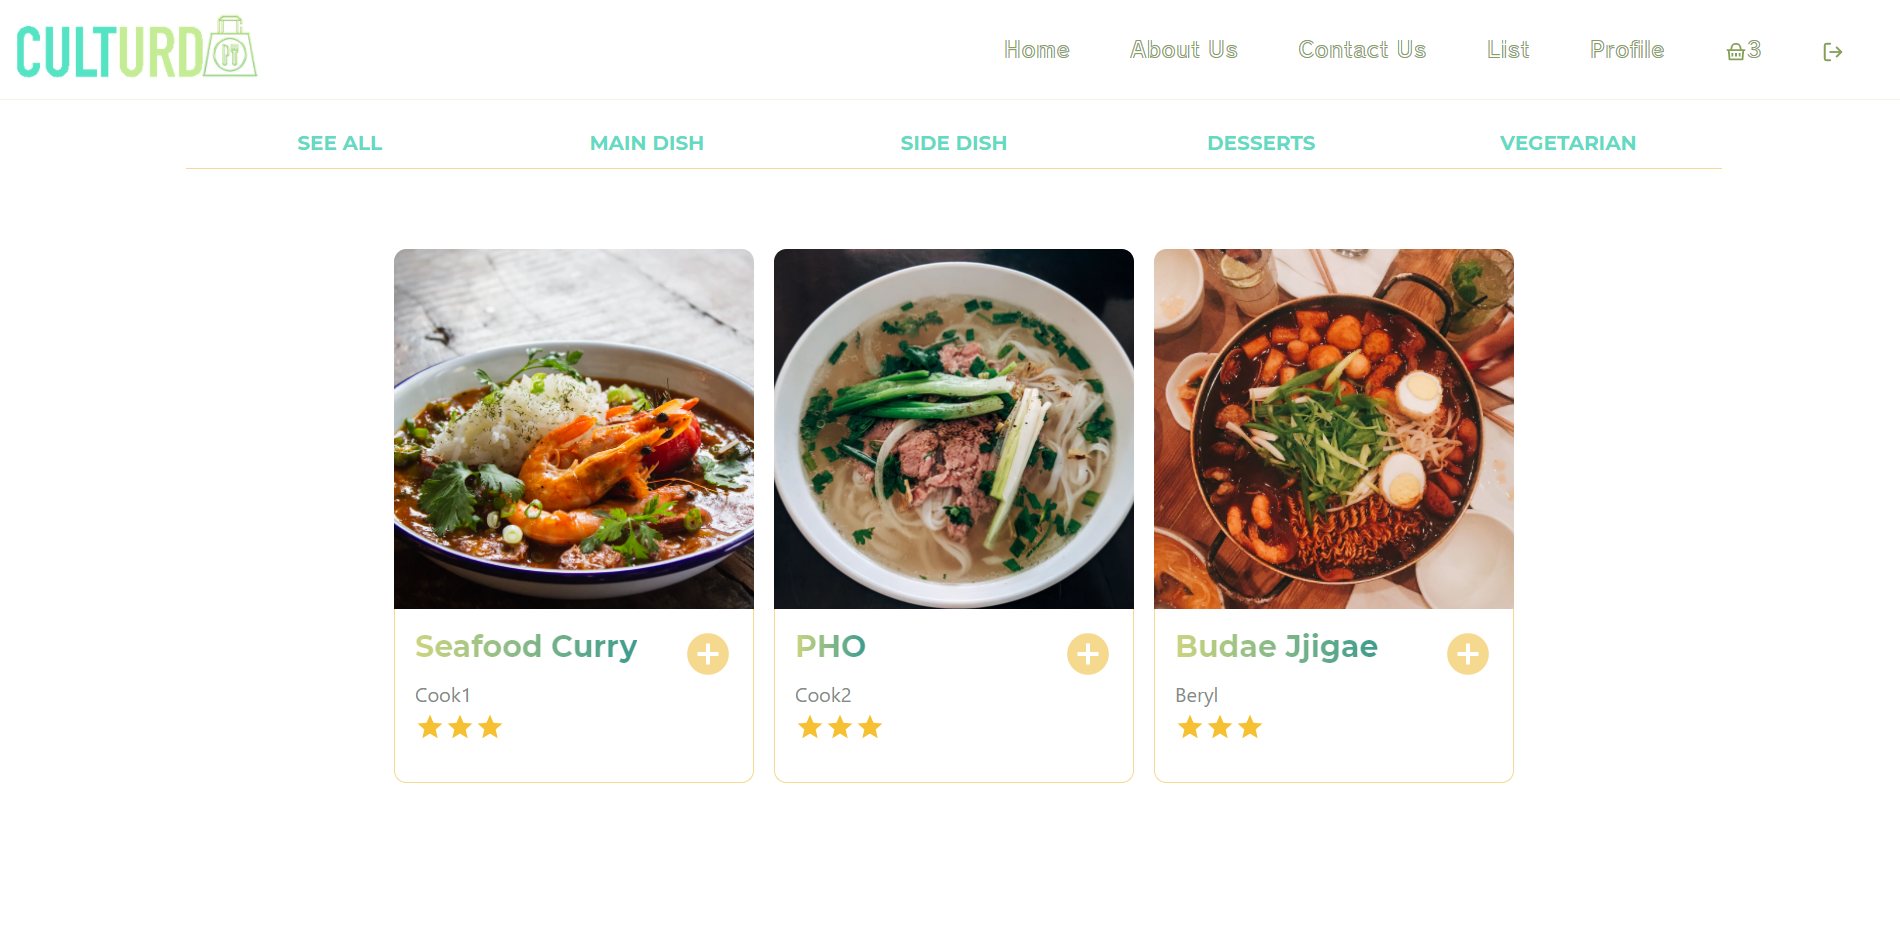 CULTURD
Home About Us Contact Us List Profile 3
SEE ALL MAIN DISH SIDE DISH DESSERTS VEGETARIAN
Seafood Curry
Cook1
PHO
Cook2
Budae Jjigae
Beryl